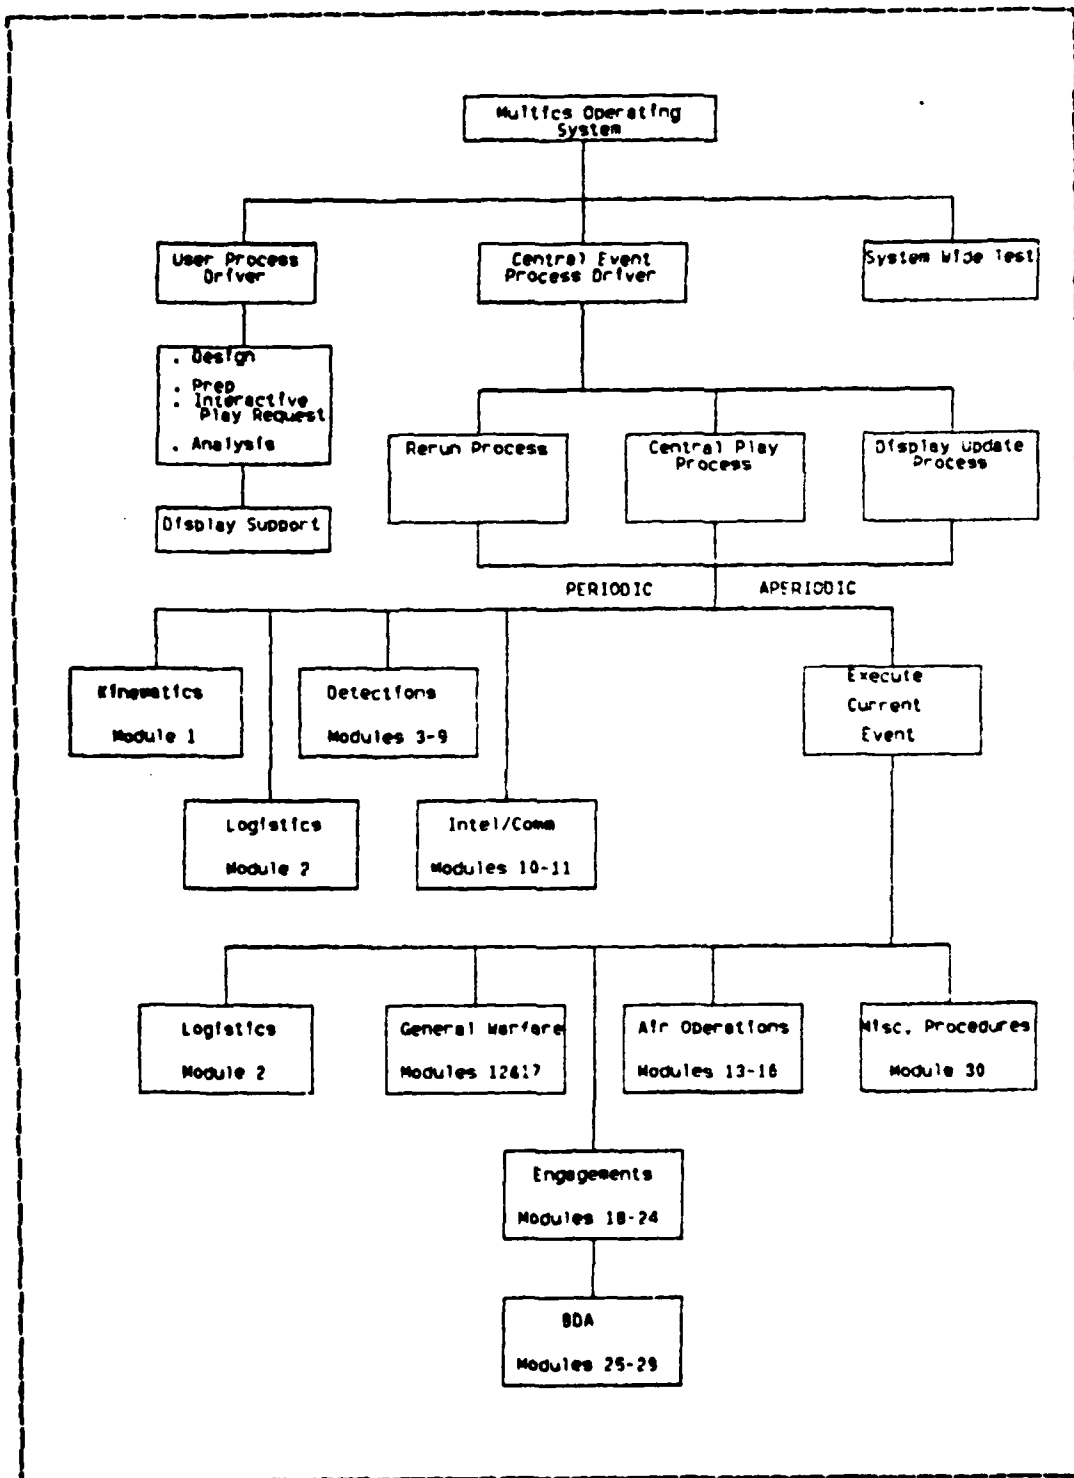 Multics Operating
System
User Process
Driver
Central Event
Process Driver
System Wide Test
. Design
. Prep
. Interactive
Play Request
. Analysis
Rerun Process
Central Play
Process
Display Update
Process
Display Support
PERIODIC
APERIODIC
Kinematics
Module 1
Detections
Modules 3-9
Execute
Current
Event
Logistics
Module 2
Intel/Comm
Modules 10-11
Logistics
Module 2
General Warfare
Modules 12&17
Air Operations
Modules 13-16
Misc. Procedures
Module 30
Engagements
Modules 18-24
BDA
Modules 25-29